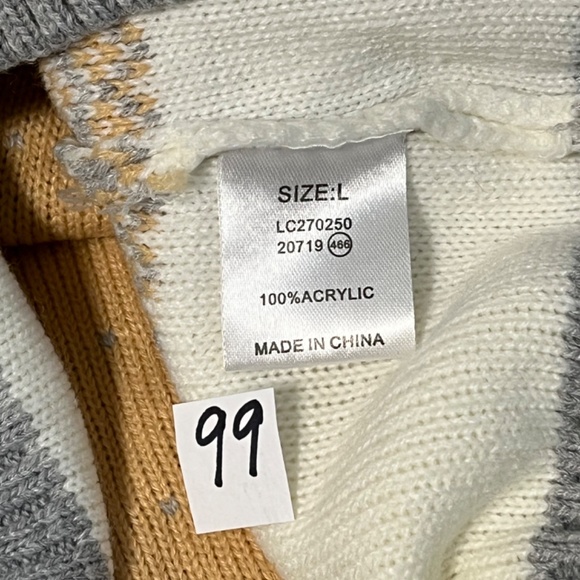 SIZE:L
LC270250
20719 466
100%ACRYLIC
MADE IN CHINA
99